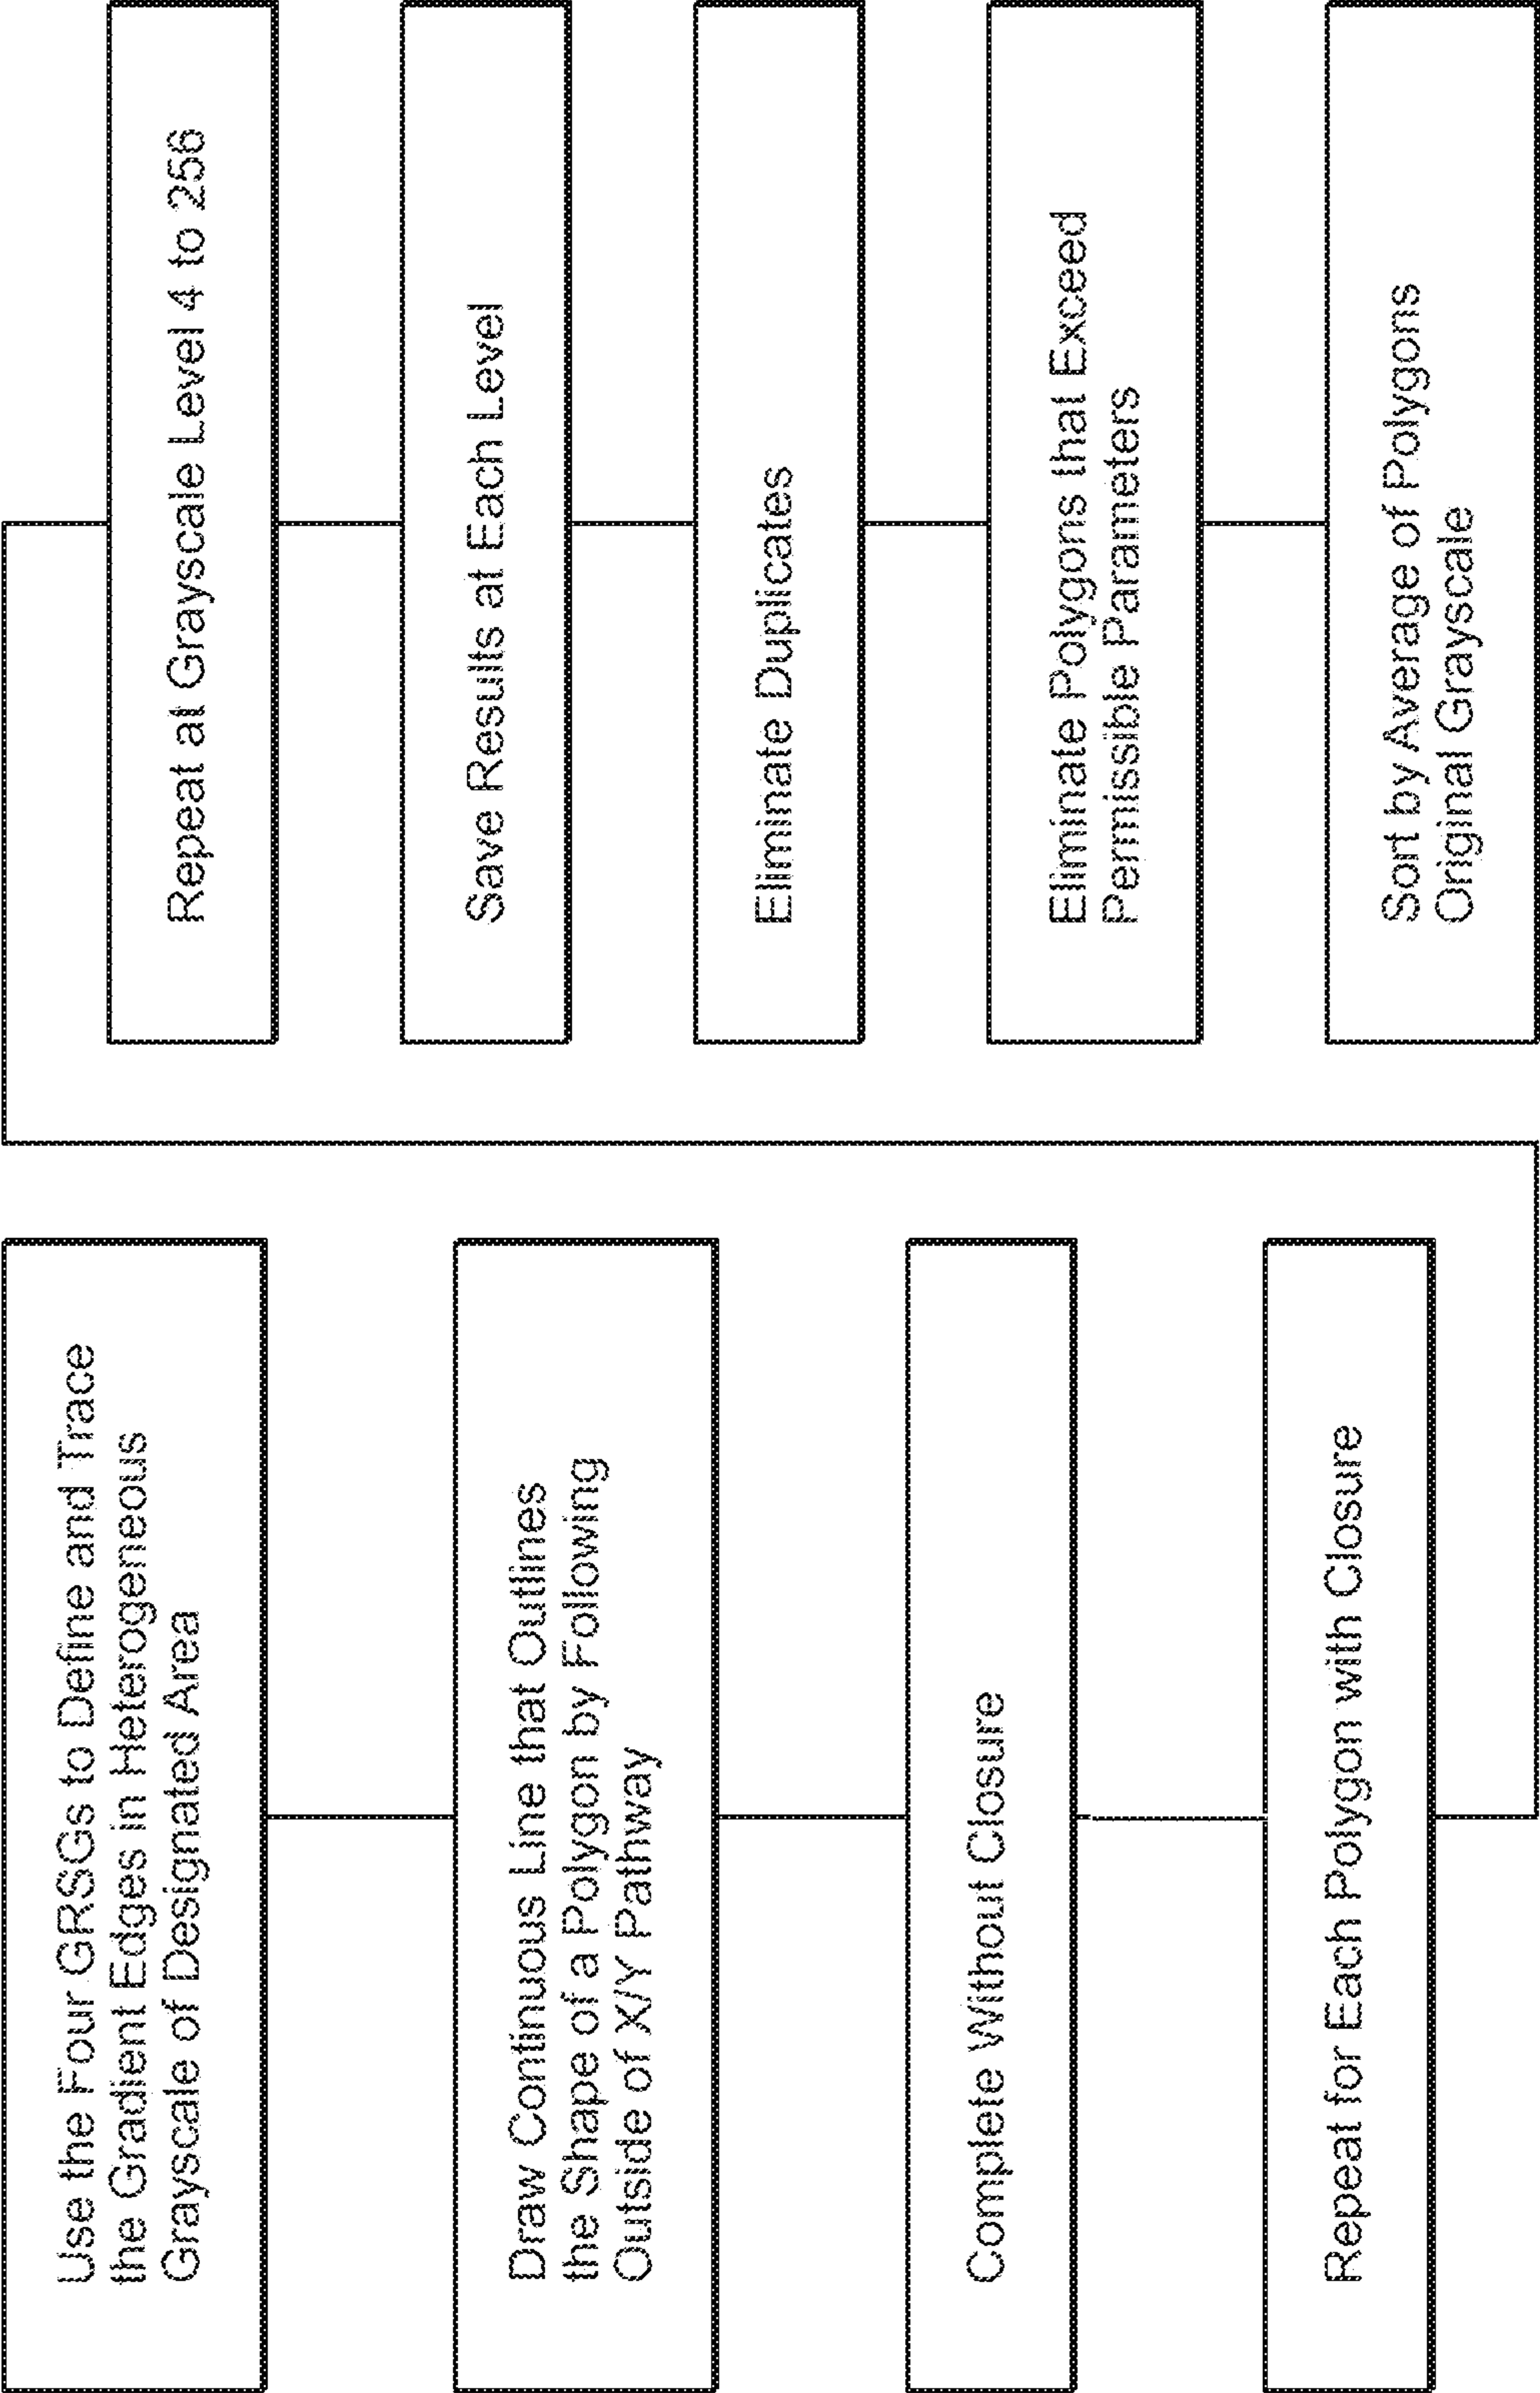 Use the Four GRSGs to Define and Trace
the Gradient Edges in Heterogeneous
Grayscale of Designated Area
Draw Continuous Line that Outlines
the Shape of a Polygon by Following
Outside of X/Y Pathway
Complete Without Closure
Repeat for Each Polygon with Closure
Repeat at Grayscale Level 4 to 256
Save Results at Each Level
Eliminate Duplicates
Eliminate Polygons that Exceed
Permissible Parameters
Sort by Average of Polygons
Original Grayscale